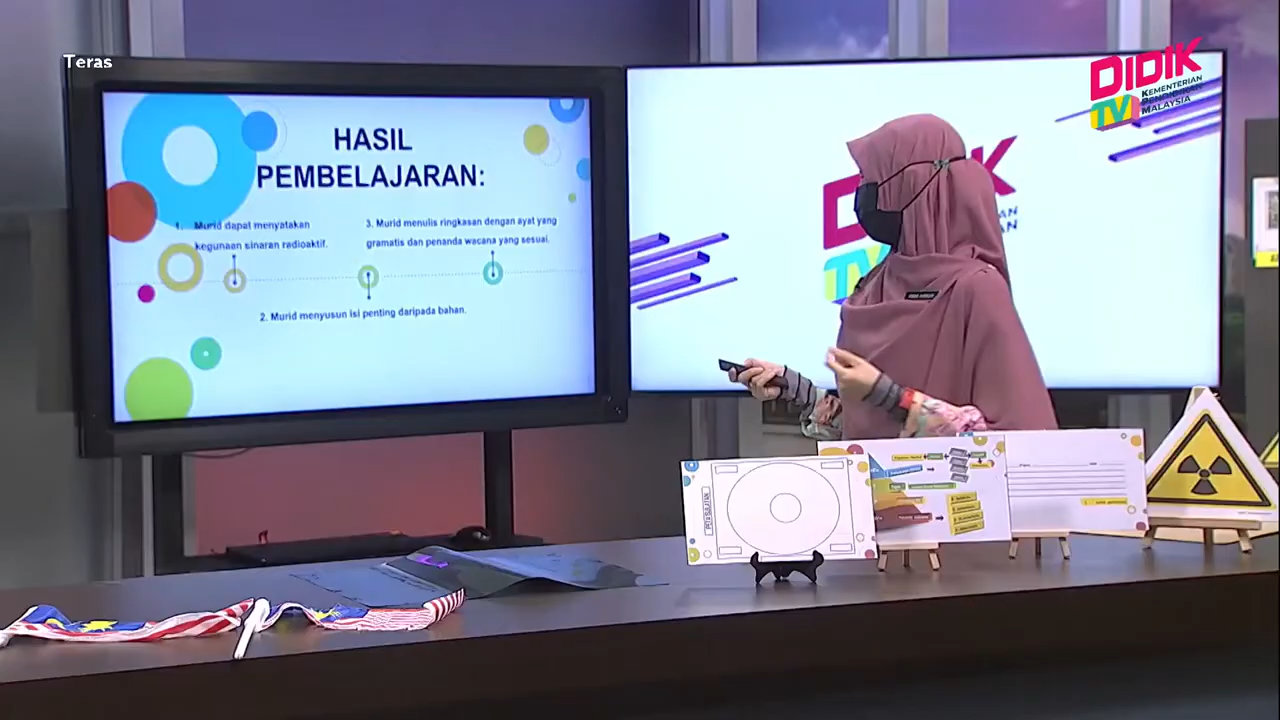 Teras
DIDIK
TV
KEMENTERIAN
PENDIDIKAN
MALAYSIA
HASIL
PEMBELAJARAN:
1. Murid dapat menyatakan
kegunaan sinaran radioaktif.
3. Murid menulis ringkasan dengan ayat yang
gramatis dan penanda wacana yang sesuai.
2. Murid menyusun isi penting daripada bahan.